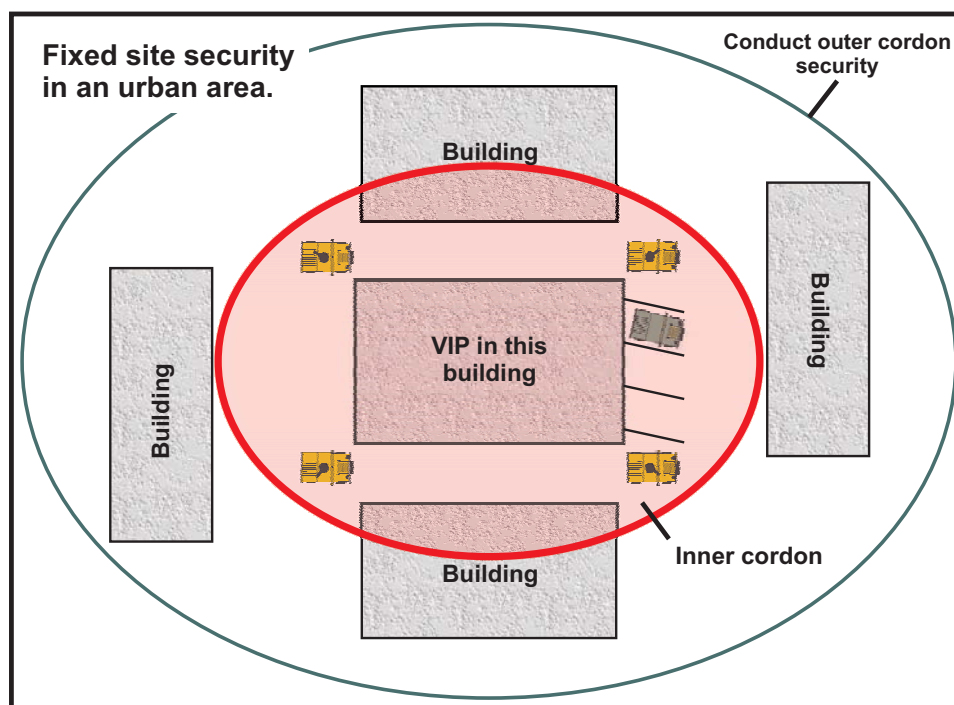 Fixed site security
in an urban area.
Conduct outer cordon
security
Building
Building
VIP in this
building
Building
Inner cordon
Building